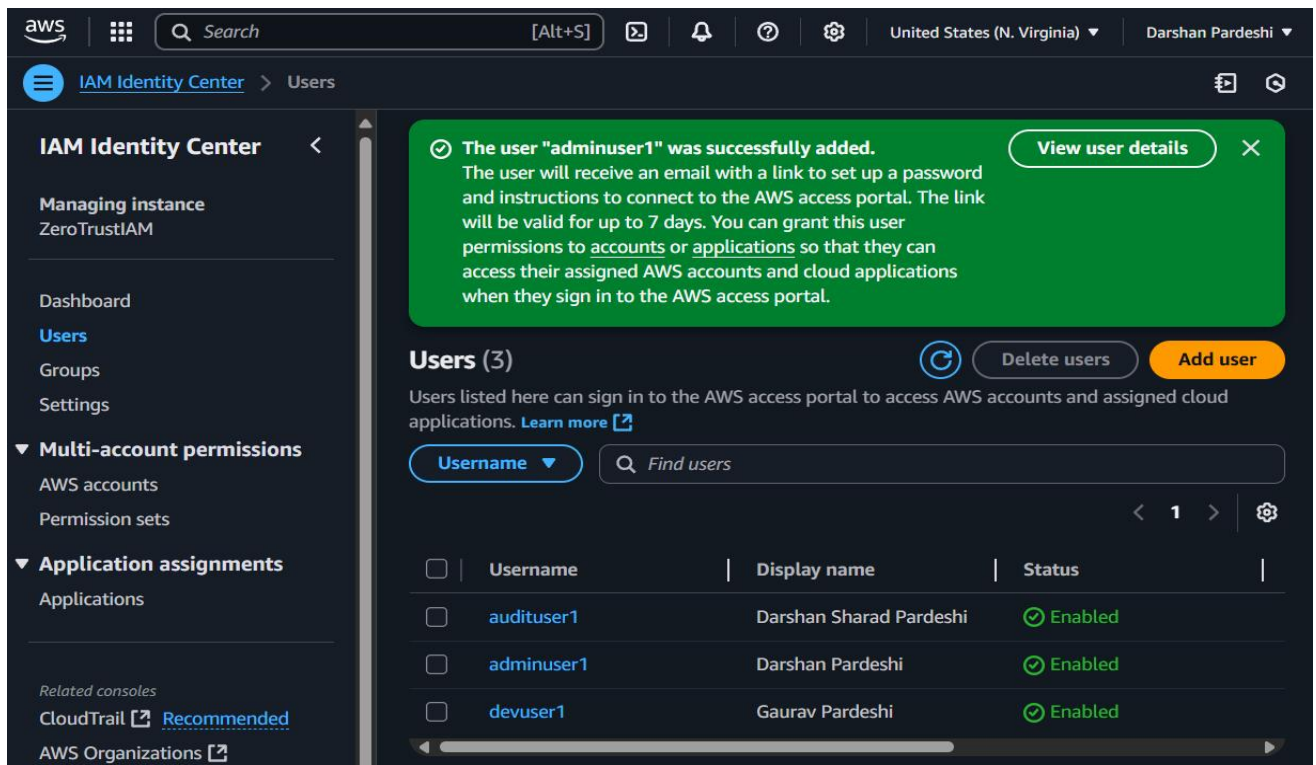 aws
Search [Alt+S]
United States (N. Virginia)
Darshan Pardeshi
IAM Identity Center > Users
IAM Identity Center
Managing instance
ZeroTrustIAM
Dashboard
Users
Groups
Settings
Multi-account permissions
AWS accounts
Permission sets
Application assignments
Applications
Related consoles
CloudTrail Recommended
AWS Organizations
The user "adminuser1" was successfully added.
The user will receive an email with a link to set up a password
and instructions to connect to the AWS access portal. The link
will be valid for up to 7 days. You can grant this user
permissions to accounts or applications so that they can
access their assigned AWS accounts and cloud applications
when they sign in to the AWS access portal.
View user details
Users (3)
Delete users
Add user
Users listed here can sign in to the AWS access portal to access AWS accounts and assigned cloud
applications. Learn more
Username
Find users
< 1 >
Username Display name Status
audituser1 Darshan Sharad Pardeshi Enabled
adminuser1 Darshan Pardeshi Enabled
devuser1 Gaurav Pardeshi Enabled